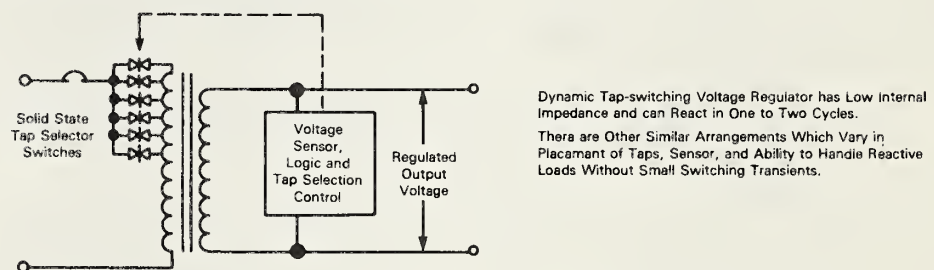 Solid State
Tap Selector
Switches
Voltage
Sensor,
Logic and
Tap Selection
Control
Regulated
Output
Voltage
Dynamic Tap-switching Voltage Regulator has Low Internal
Impedance and can React in One to Two Cycles.
Thera are Other Similar Arrangements Which Vary in
Placamant of Taps, Sensor, and Ability to Handle Reactive
Loads Without Small Switching Transients.